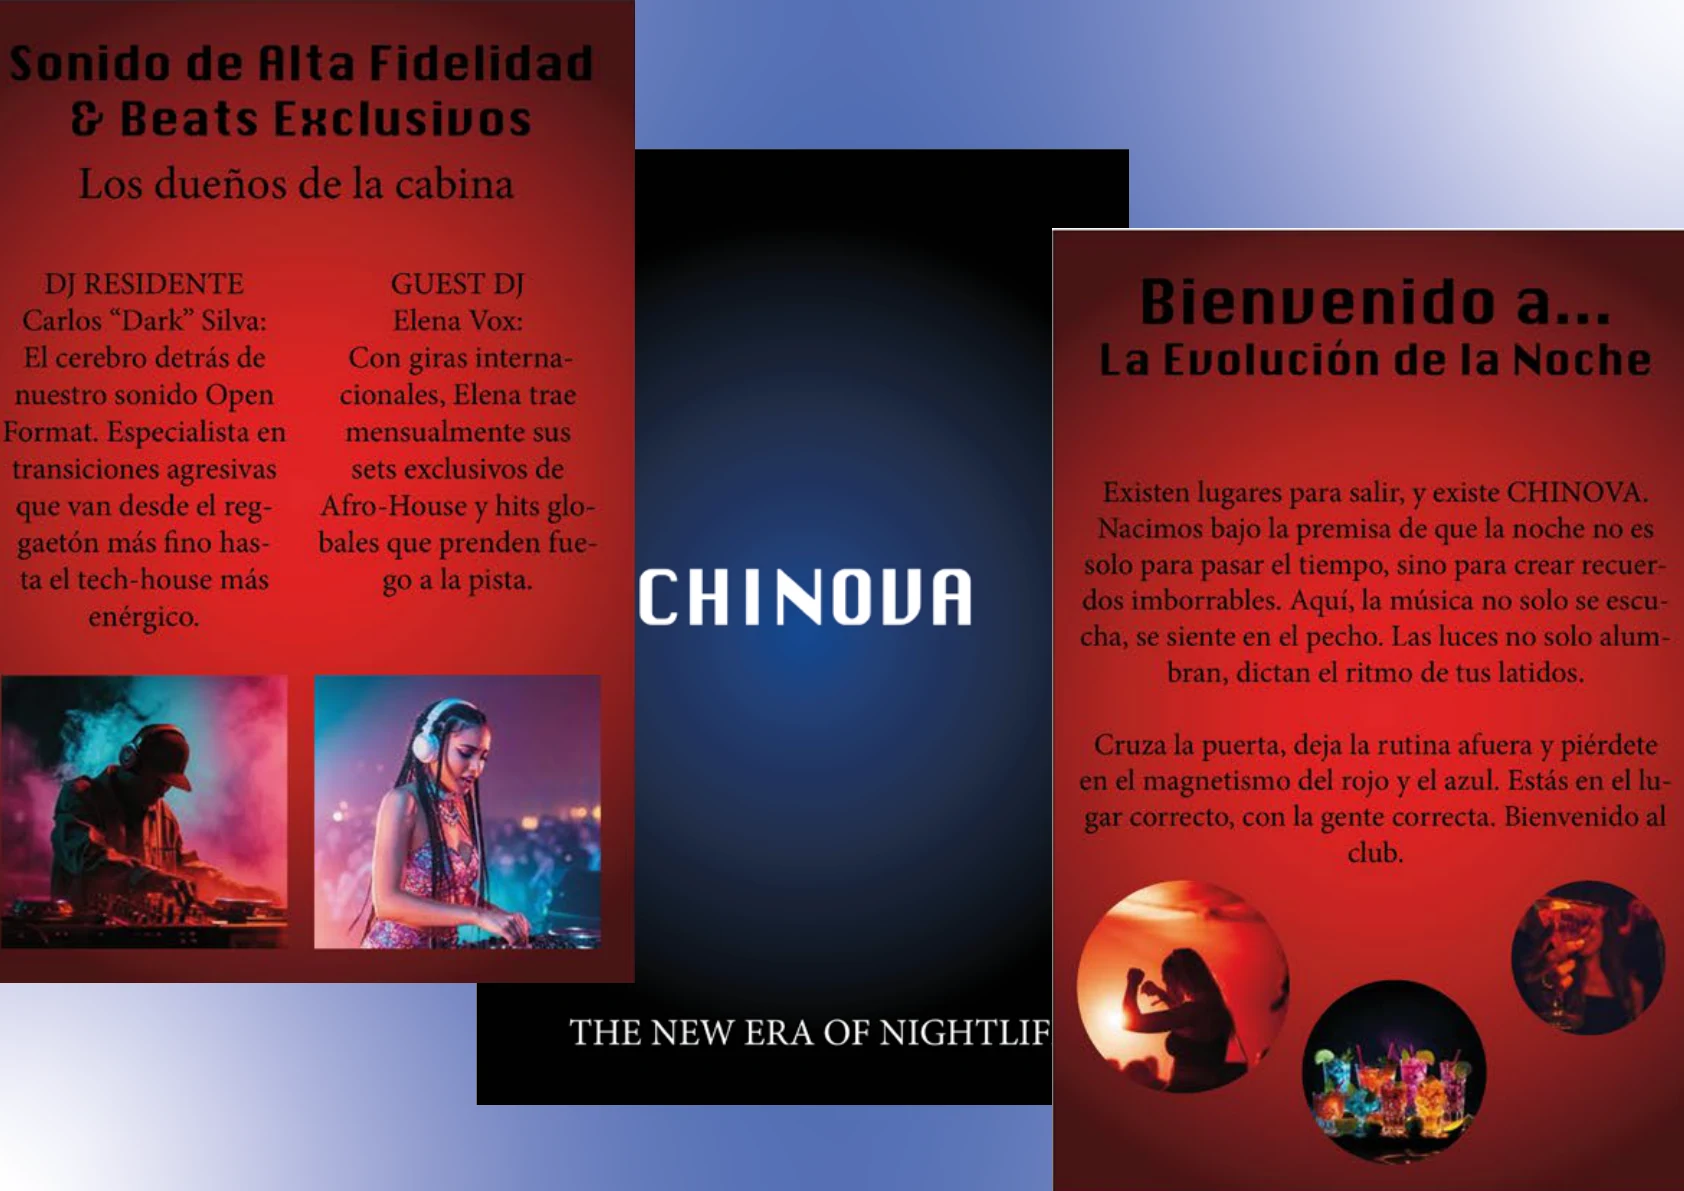 Sonido de Alta Fidelidad
& Beats Exclusivos
Los dueños de la cabina
DJ RESIDENTE
Carlos “Dark” Silva:
El cerebro detrás de
nuestro sonido Open
Format. Especialista en
transiciones agresivas
que van desde el reg-
gaetón más fino has-
ta el tech-house más
enérgico.
GUEST DJ
Elena Vox:
Con giras interna-
cionales, Elena trae
mensualmente sus
sets exclusivos de
Afro-House y hits glo-
bales que prenden fue-
go a la pista.
CHINOVA
THE NEW ERA OF NIGHTLIF
Bienvenido a...
La Evolución de la Noche
Existen lugares para salir, y existe CHINOVA.
Nacimos bajo la premisa de que la noche no es
solo para pasar el tiempo, sino para crear recuer-
dos imborrables. Aquí, la música no solo se escu-
cha, se siente en el pecho. Las luces no solo alum-
bran, dictan el ritmo de tus latidos.
Cruza la puerta, deja la rutina afuera y piérdete
en el magnetismo del rojo y el azul. Estás en el lu-
gar correcto, con la gente correcta. Bienvenido al
club.